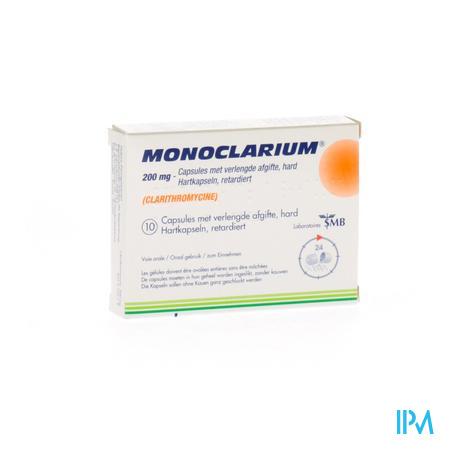 MONOCLARIUM®
200 mg - Capsules met verlengde afgifte, hard
Hartkapseln, retardiert
(CLARITHROMYCINE)
10 Capsules met verlengde afgifte, hard
Hartkapseln, retardiert
Laboratoires SMB
24
Voie orale / Oraal gebruik / zum Einnehmen
Les gélules doivent être avalées entières sans être mâchées
De capsules moeten in hun geheel worden ingeslikt, zonder kauwen
Die Kapseln sollen ohne Kauen ganz geschluckt werden
IPM